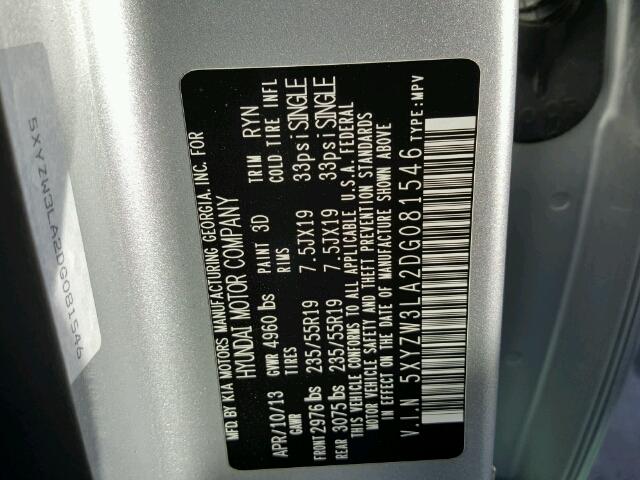 5XYZW3LA2DG081546
MFD. BY KIA MOTORS MANUFACTURING GEORGIA, INC. FOR
HYUNDAI MOTOR COMPANY
APR/10/13 GVWR 4960 lbs PAINT 3D TRIM RYN
GAWR TIRES RIMS COLD TIRE INFL
FRONT 2976 lbs 235/55R19 7.5JX19 33psi SINGLE
REAR 3075 lbs 235/55R19 7.5JX19 33psi SINGLE
THIS VEHICLE CONFORMS TO ALL APPLICABLE U.S.A. FEDERAL
MOTOR VEHICLE SAFETY AND THEFT PREVENTION STANDARDS
IN EFFECT ON THE DATE OF MANUFACTURE SHOWN ABOVE
V.I.N 5XYZW3LA2DG081546 TYPE:MPV